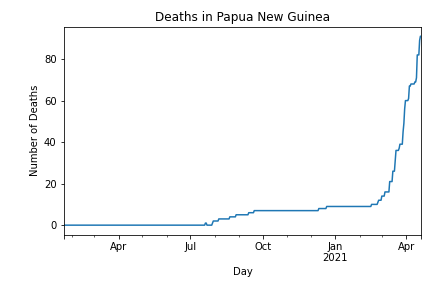 Deaths in Papua New Guinea
Number of Deaths
80
60
40
20
0
Apr
Jul
Oct
Jan
2021
Apr
Day